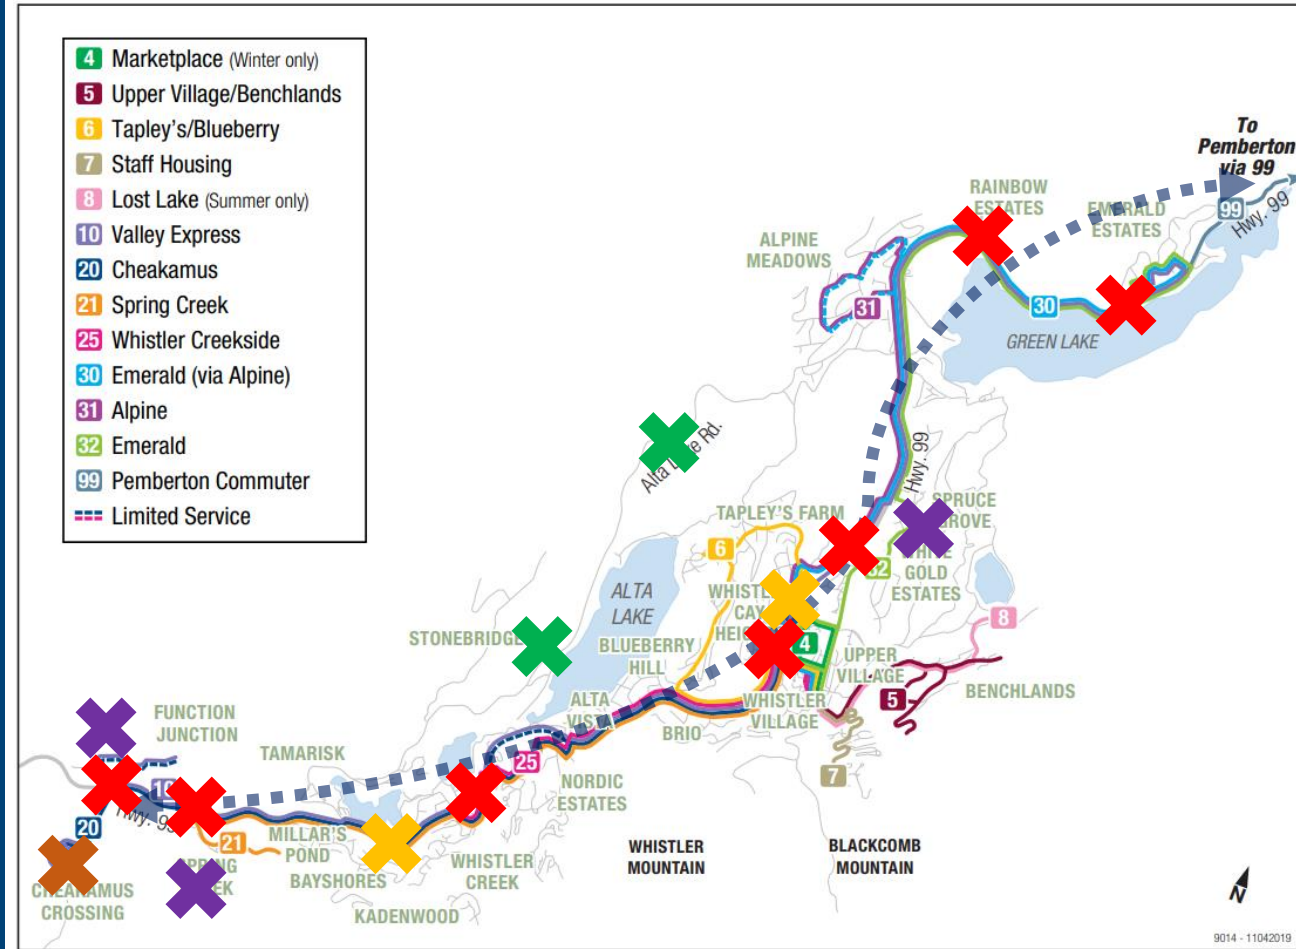 4 Marketplace (Winter only)
5 Upper Village/Benchlands
6 Tapley's/Blueberry
7 Staff Housing
8 Lost Lake (Summer only)
10 Valley Express
20 Cheakamus
21 Spring Creek
25 Whistler Creekside
30 Emerald (via Alpine)
31 Alpine
32 Emerald
99 Pemberton Commuter
Limited Service
To
Pemberton
via 99
99
Hwy. 99
RAINBOW
ESTATES
EMERALD
ESTATES
ALPINE
MEADOWS
31
30
GREEN LAKE
Alta Rd.
Hwy. 99
TAPLEY'S FARM
SPRUCE
6
GOLD
ESTATES
ALTA
LAKE
8
STONEBRIDGE
BLUEBERRY
HILL
4
UPPER
VILLAGE
5
BENCHLANDS
WHISTLER
VILLAGE
ALTA
VISTA
BRIO
FUNCTION
JUNCTION
TAMARISK
25
NORDIC
ESTATES
7
Hwy.
20
21
MILLAR'S
POND
BAYSHORES
WHISTLER
CREEK
KADENWOOD
WHISTLER
MOUNTAIN
BLACKCOMB
MOUNTAIN
CHEAKAMUS
CROSSING
N
9014 - 11042019